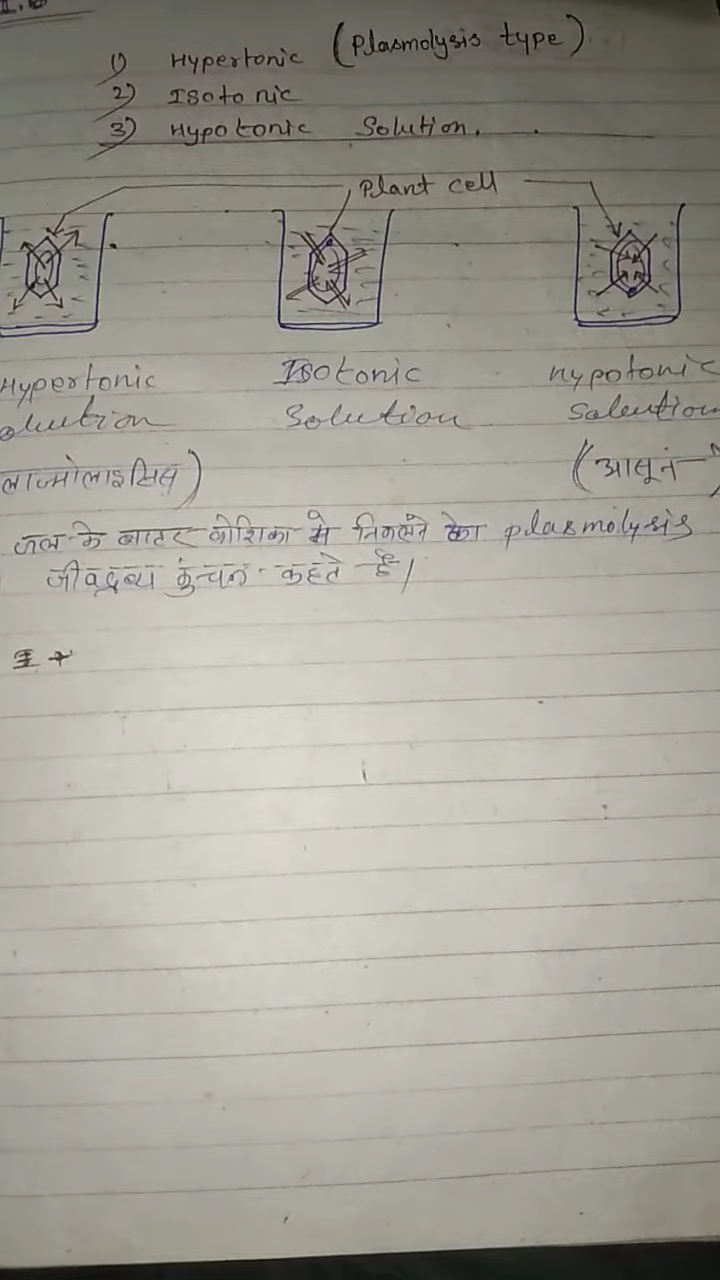 1) Hypertonic (Plasmolysis type)
2) Isotonic
3) Hypotonic Solution.
Plant cell
Hypertonic Isotonic hypotonic
olution Solution Solution
लाज्मोलाइसिस) (आसून
जल के बाहर कोशिका से निकलने को plasmolysis
जीवद्रव्य कुंचन कहते है।